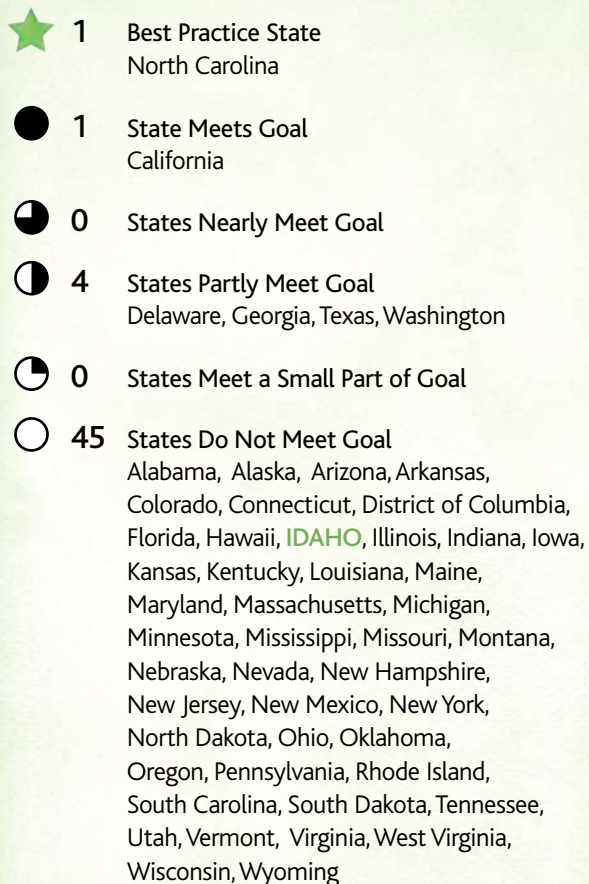 1 Best Practice State
North Carolina
1 State Meets Goal
California
0 States Nearly Meet Goal
4 States Partly Meet Goal
Delaware, Georgia, Texas, Washington
0 States Meet a Small Part of Goal
45 States Do Not Meet Goal
Alabama, Alaska, Arizona, Arkansas,
Colorado, Connecticut, District of Columbia,
Florida, Hawaii, IDAHO, Illinois, Indiana, Iowa,
Kansas, Kentucky, Louisiana, Maine,
Maryland, Massachusetts, Michigan,
Minnesota, Mississippi, Missouri, Montana,
Nebraska, Nevada, New Hampshire,
New Jersey, New Mexico, New York,
North Dakota, Ohio, Oklahoma,
Oregon, Pennsylvania, Rhode Island,
South Carolina, South Dakota, Tennessee,
Utah, Vermont, Virginia, West Virginia,
Wisconsin, Wyoming